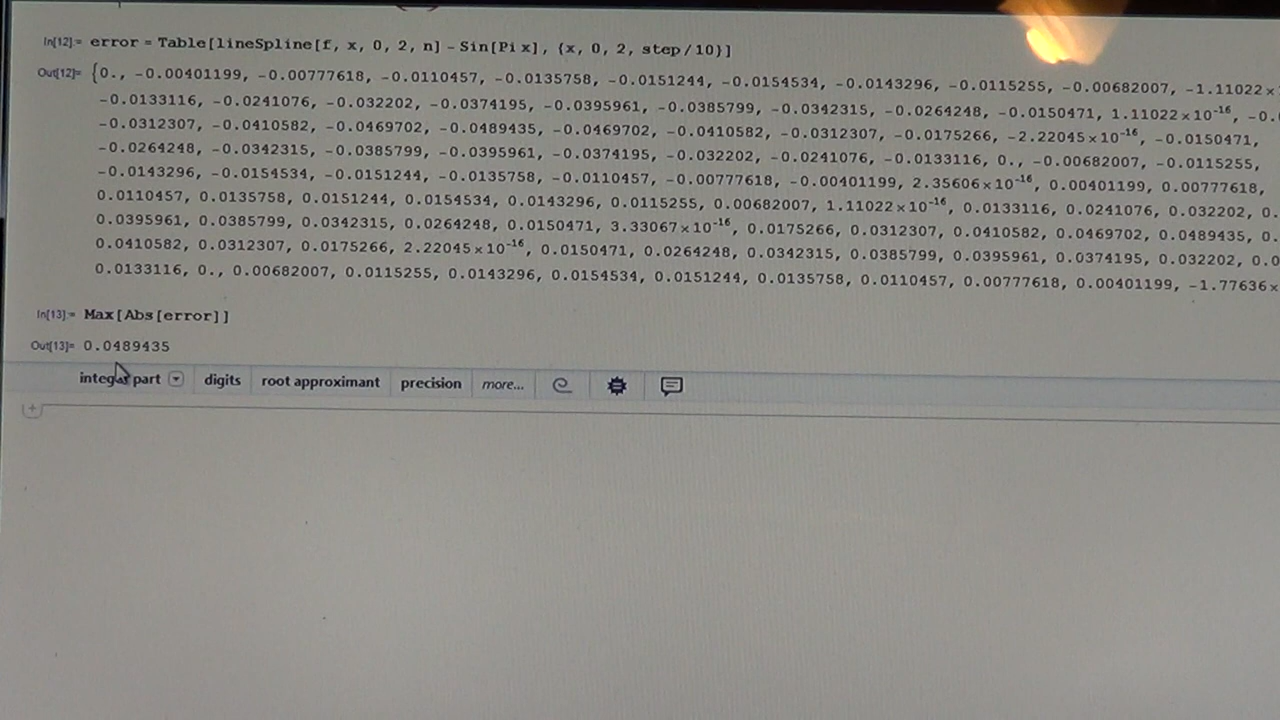 In[12]:= error = Table[lineSpline[f, x, 0, 2, n] - Sin[Pi x], {x, 0, 2, step/10}]
Out[12]= {0., -0.00401199, -0.00777618, -0.0110457, -0.0135758, -0.0151244, -0.0154534, -0.0143296, -0.0115255, -0.00682007, -1.11022×
-0.0133116, -0.0241076, -0.032202, -0.0374195, -0.0395961, -0.0385799, -0.0342315, -0.0264248, -0.0150471, 1.11022×10⁻¹⁶,
-0.0312307, -0.0410582, -0.0469702, -0.0489435, -0.0469702, -0.0410582, -0.0312307, -0.0175266, -2.22045×10⁻¹⁶, -0.0150471,
-0.0264248, -0.0342315, -0.0385799, -0.0395961, -0.0374195, -0.032202, -0.0241076, -0.0133116, 0., -0.00682007, -0.0115255,
-0.0143296, -0.0154534, -0.0151244, -0.0135758, -0.0110457, -0.00777618, -0.00401199, 2.35606×10⁻¹⁶, 0.00401199, 0.00777618,
0.0110457, 0.0135758, 0.0151244, 0.0154534, 0.0143296, 0.0115255, 0.00682007, 1.11022×10⁻¹⁶, 0.0133116, 0.0241076, 0.032202, 0.
0.0395961, 0.0385799, 0.0342315, 0.0264248, 0.0150471, 3.33067×10⁻¹⁶, 0.0175266, 0.0312307, 0.0410582, 0.0469702, 0.0489435, 0.
0.0410582, 0.0312307, 0.0175266, 2.22045×10⁻¹⁶, 0.0150471, 0.0264248, 0.0342315, 0.0385799, 0.0395961, 0.0374195, 0.032202, 0.0
0.0133116, 0., 0.00682007, 0.0115255, 0.0143296, 0.0154534, 0.0151244, 0.0135758, 0.0110457, 0.00777618, 0.00401199, -1.77636×
In[13]:= Max[Abs[error]]
Out[13]= 0.0489435
integer part digits root approximant precision more...